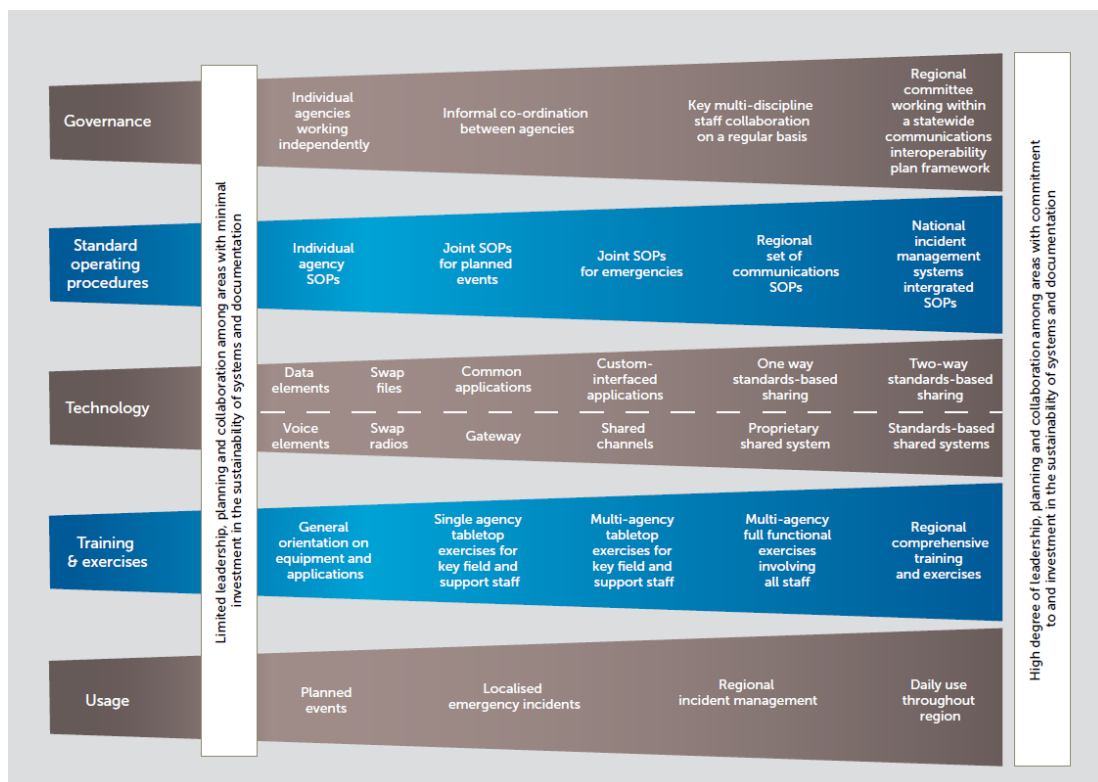 Governance
Limited leadership, planning and collaboration among areas with minimal
investment in the sustainability of systems and documentation
Individual
agencies
working
independently
Informal co-ordination
between agencies
Key multi-discipline
staff collaboration
on a regular basis
Regional
committee
working within
a statewide
communications
interoperability
plan framework
Standard
operating
procedures
Individual
agency
SOPs
Joint SOPs
for planned
events
Joint SOPs
for emergencies
Regional
set of
communications
SOPs
National
incident
management
systems
intergrated
SOPs
Technology
Data
elements
Swap
files
Common
applications
Custom-
interfaced
applications
One way
standards-based
sharing
Two-way
standards-based
sharing
Voice
elements
Swap
radios
Gateway
Shared
channels
Proprietary
shared system
Standards-based
shared systems
Training
& exercises
General
orientation on
equipment and
applications
Single agency
tabletop
exercises for
key field and
support staff
Multi-agency
tabletop
exercises for
key field and
support staff
Multi-agency
full functional
exercises
involving
all staff
Regional
comprehensive
training
and exercises
Usage
Planned
events
Localised
emergency incidents
Regional
incident management
Daily use
throughout
region
High degree of leadership, planning and collaboration among areas with commitment
to and investment in the sustainability of systems and documentation